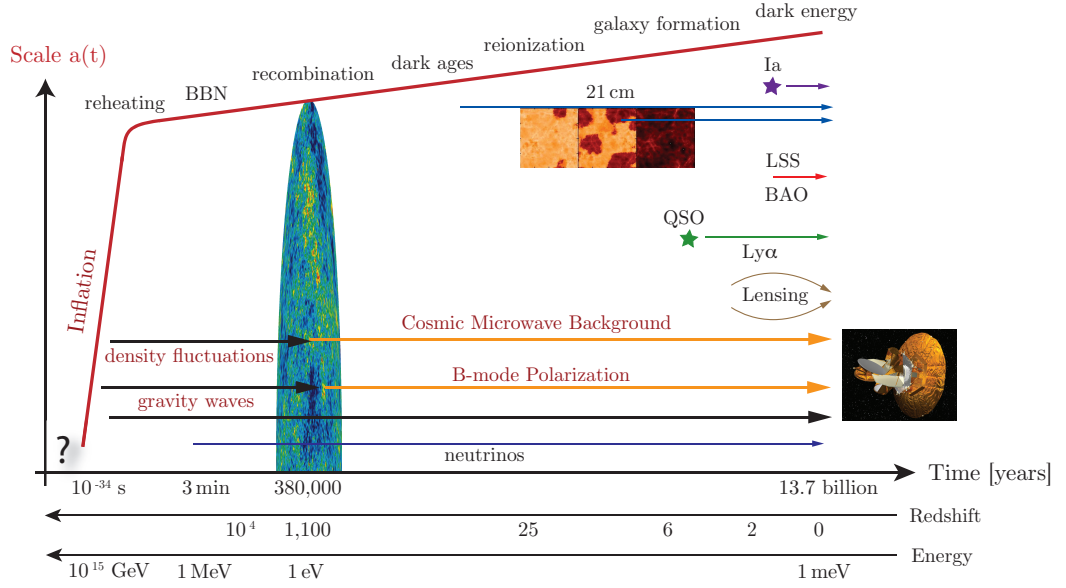 dark energy
galaxy formation
reionization
Scale a(t)
dark ages
recombination
Ia
BBN
reheating
21 cm
LSS
BAO
QSO
Lyα
Inflation
Lensing
Cosmic Microwave Background
density fluctuations
B-mode Polarization
gravity waves
?
neutrinos
Time [years]
10⁻³⁴ s 3 min 380,000 13.7 billion
Redshift
10⁴ 1,100 25 6 2 0
Energy
10¹⁵ GeV 1 MeV 1 eV 1 meV